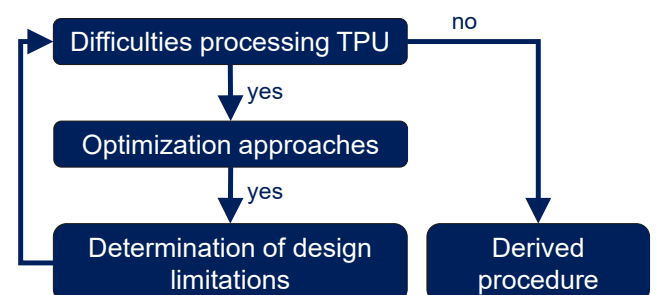 no
Difficulties processing TPU
yes
Optimization approaches
yes
Determination of design
limitations
Derived
procedure